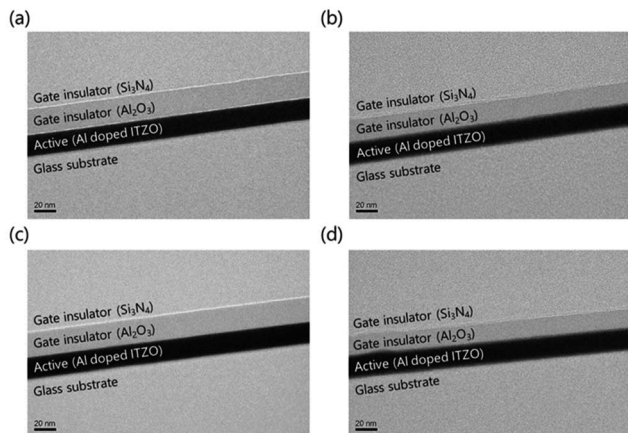 (a)
Gate insulator (Si₃N₄)
Gate insulator (Al₂O₃)
Active (Al doped ITZO)
Glass substrate
20 nm
(b)
Gate insulator (Si₃N₄)
Gate insulator (Al₂O₃)
Active (Al doped ITZO)
Glass substrate
20 nm
(c)
Gate insulator (Si₃N₄)
Gate insulator (Al₂O₃)
Active (Al doped ITZO)
Glass substrate
20 nm
(d)
Gate insulator (Si₃N₄)
Gate insulator (Al₂O₃)
Active (Al doped ITZO)
Glass substrate
20 nm